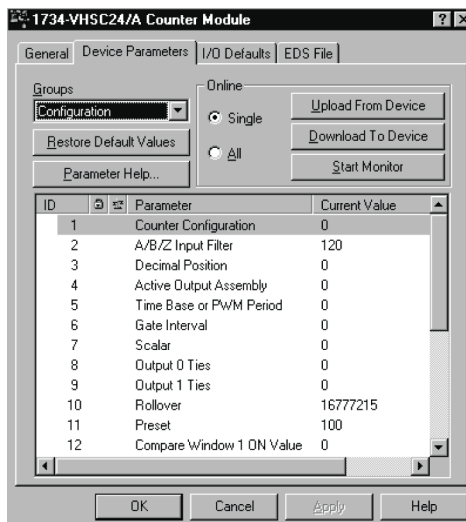 1734-VHSC24/A Counter Module
General Device Parameters I/O Defaults EDS File
Groups
Configuration
Restore Default Values
Parameter Help...
Online
Single
All
Upload From Device
Download To Device
Start Monitor
ID Parameter Current Value
1 Counter Configuration 0
2 A/B/Z Input Filter 120
3 Decimal Position 0
4 Active Output Assembly 0
5 Time Base or PWM Period 0
6 Gate Interval 0
7 Scalar 0
8 Output 0 Ties 0
9 Output 1 Ties 0
10 Rollover 16777215
11 Preset 100
12 Compare Window 1 ON Value 0
OK Cancel Apply Help